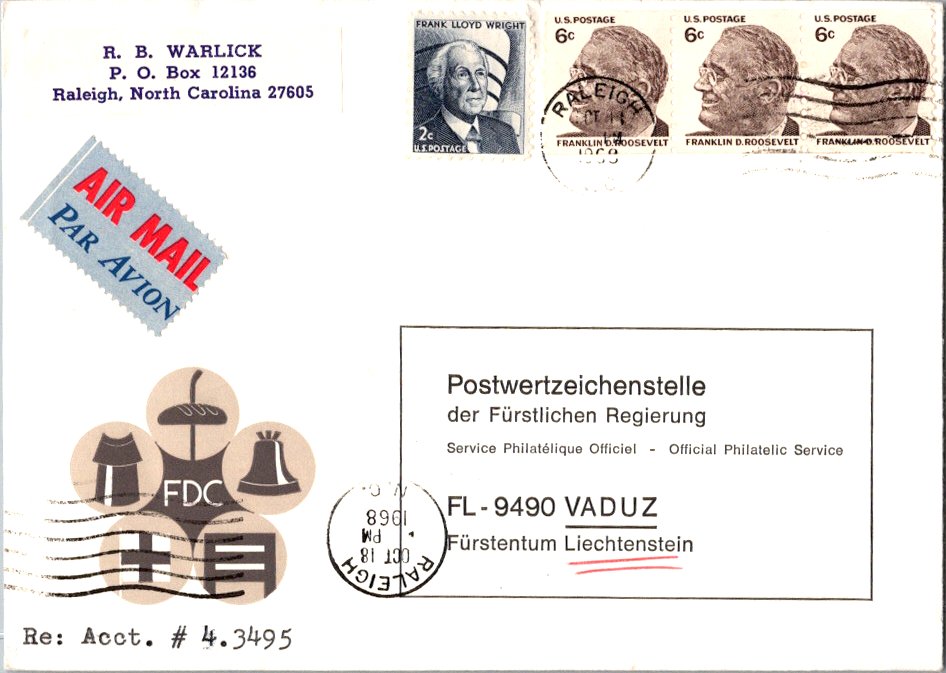 R. B. WARLICK
P. O. Box 12136
Raleigh, North Carolina 27605
FRANK LLOYD WRIGHT
2c
U.S. POSTAGE
U.S. POSTAGE
6c
FRANKLIN D. ROOSEVELT
U.S. POSTAGE
6c
FRANKLIN D. ROOSEVELT
U.S. POSTAGE
6c
FRANKLIN D. ROOSEVELT
RALEIGH
1968
AIR MAIL
PAR AVION
Postwertzeichenstelle
der Fürstlichen Regierung
Service Philatélique Officiel - Official Philatelic Service
FL-9490 VADUZ
Fürstentum Liechtenstein
FDC
RALEIGH
OCT 18
PM
1968
Re: Acct. # 4.3495